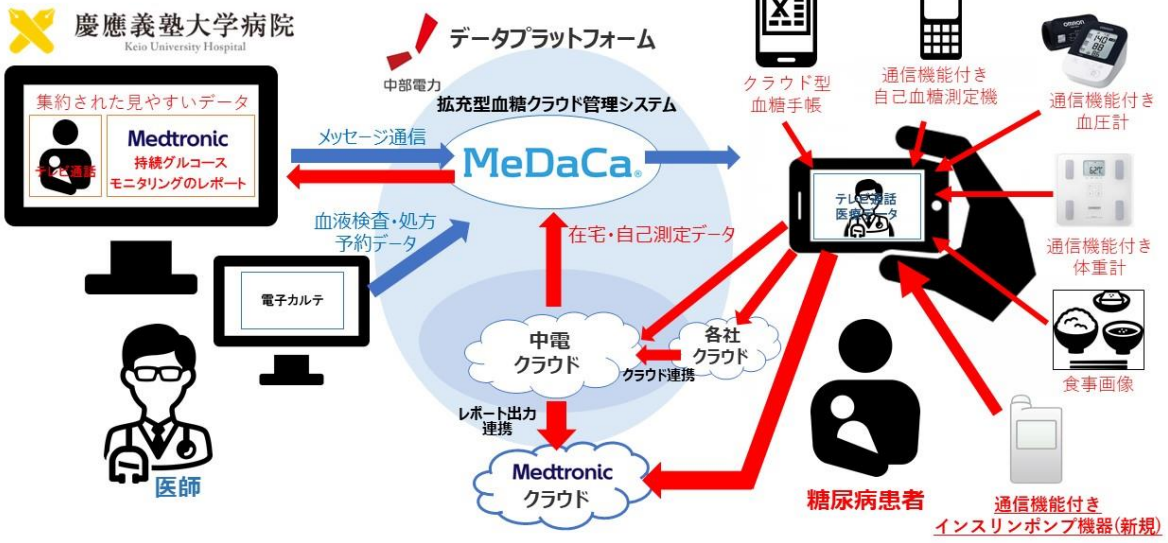 慶應義塾大学病院
Keio University Hospital
集約された見やすいデータ
テレビ通話
Medtronic
持続グルコース
モニタリングのレポート
メッセージ通信
血液検査・処方
予約データ
電子カルテ
医師
中部電力
データプラットフォーム
拡充型血糖クラウド管理システム
MeDaCa®
在宅・自己測定データ
中電
クラウド
各社
クラウド
クラウド連携
レポート出力
連携
Medtronic
クラウド
クラウド型
血糖手帳
通信機能付き
自己血糖測定機
OMRON
通信機能付き
血圧計
テレビ通話
医療データ
通信機能付き
体重計
食事画像
糖尿病患者
通信機能付き
インスリンポンプ機器(新規)